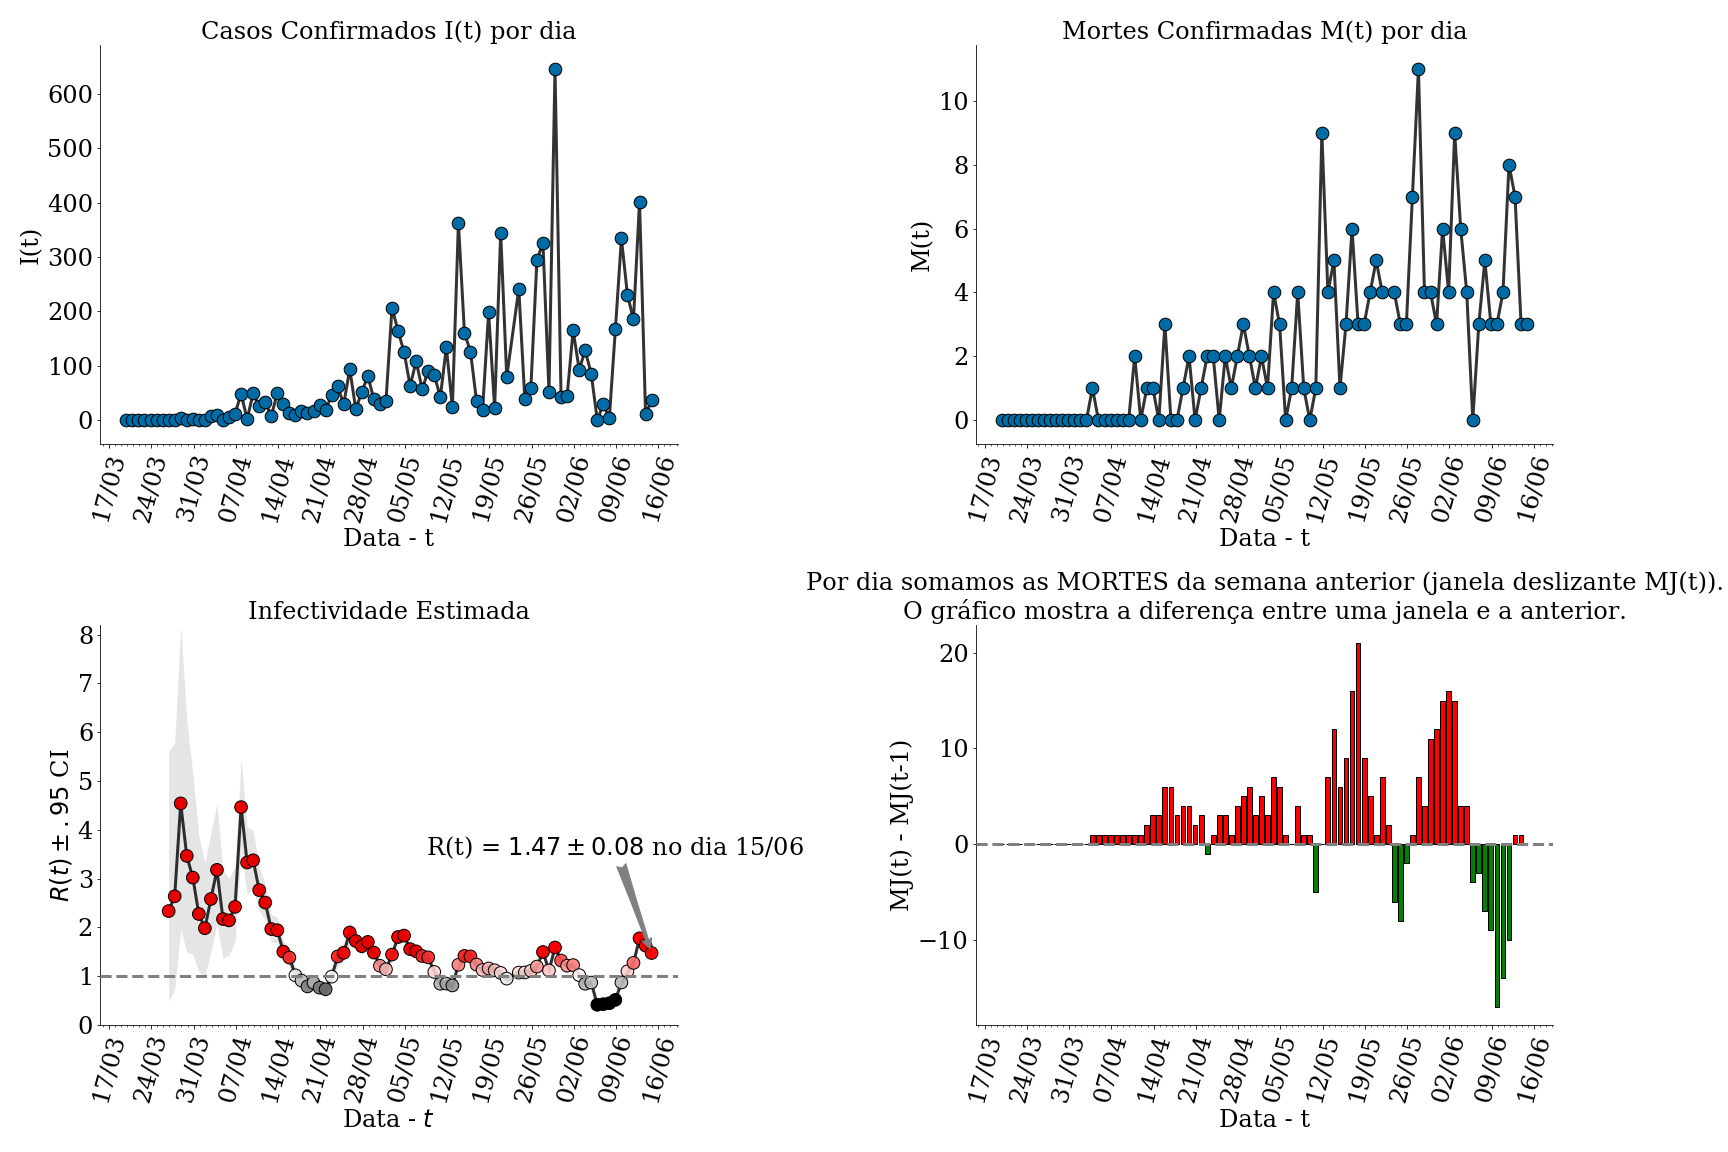 Casos Confirmados I(t) por dia
I(t)
600
500
400
300
200
100
0
17/03 24/03 31/03 07/04 14/04 21/04 28/04 05/05 12/05 19/05 26/05 02/06 09/06 16/06
Data - t
Mortes Confirmadas M(t) por dia
M(t)
10
8
6
4
2
0
17/03 24/03 31/03 07/04 14/04 21/04 28/04 05/05 12/05 19/05 26/05 02/06 09/06 16/06
Data - t
Infectividade Estimada
R(t) ± .95 CI
8
7
6
5
4
3
2
1
0
R(t) = 1.47 ± 0.08 no dia 15/06
17/03 24/03 31/03 07/04 14/04 21/04 28/04 05/05 12/05 19/05 26/05 02/06 09/06 16/06
Data - t
Por dia somamos as MORTES da semana anterior (janela deslizante MJ(t)).
O gráfico mostra a diferença entre uma janela e a anterior.
MJ(t) - MJ(t-1)
20
10
0
−10
17/03 24/03 31/03 07/04 14/04 21/04 28/04 05/05 12/05 19/05 26/05 02/06 09/06 16/06
Data - t